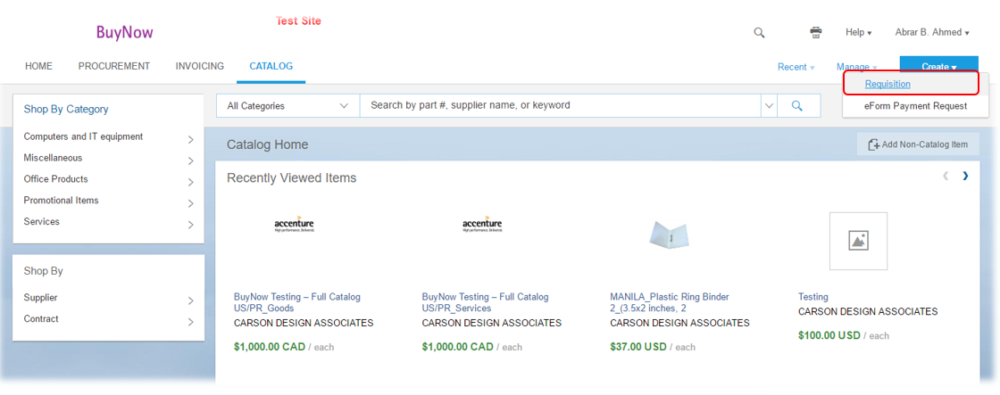 Test Site
BuyNow
Help
Abrar B. Ahmed
HOME
PROCUREMENT
INVOICING
CATALOG
Recent
Manage
Create
Requisition
eForm Payment Request
Shop By Category
Computers and IT equipment
Miscellaneous
Office Products
Promotional Items
Services
Shop By
Supplier
Contract
All Categories
Search by part #, supplier name, or keyword
Catalog Home
Add Non-Catalog Item
Recently Viewed Items
accenture
High performance. Delivered.
BuyNow Testing – Full Catalog
US/PR_Goods
CARSON DESIGN ASSOCIATES
$1,000.00 CAD / each
accenture
High performance. Delivered.
BuyNow Testing – Full Catalog
US/PR_Services
CARSON DESIGN ASSOCIATES
$1,000.00 CAD / each
MANILA_Plastic Ring Binder
2_(3.5x2 inches, 2
CARSON DESIGN ASSOCIATES
$37.00 USD / each
Testing
CARSON DESIGN ASSOCIATES
$100.00 USD / each